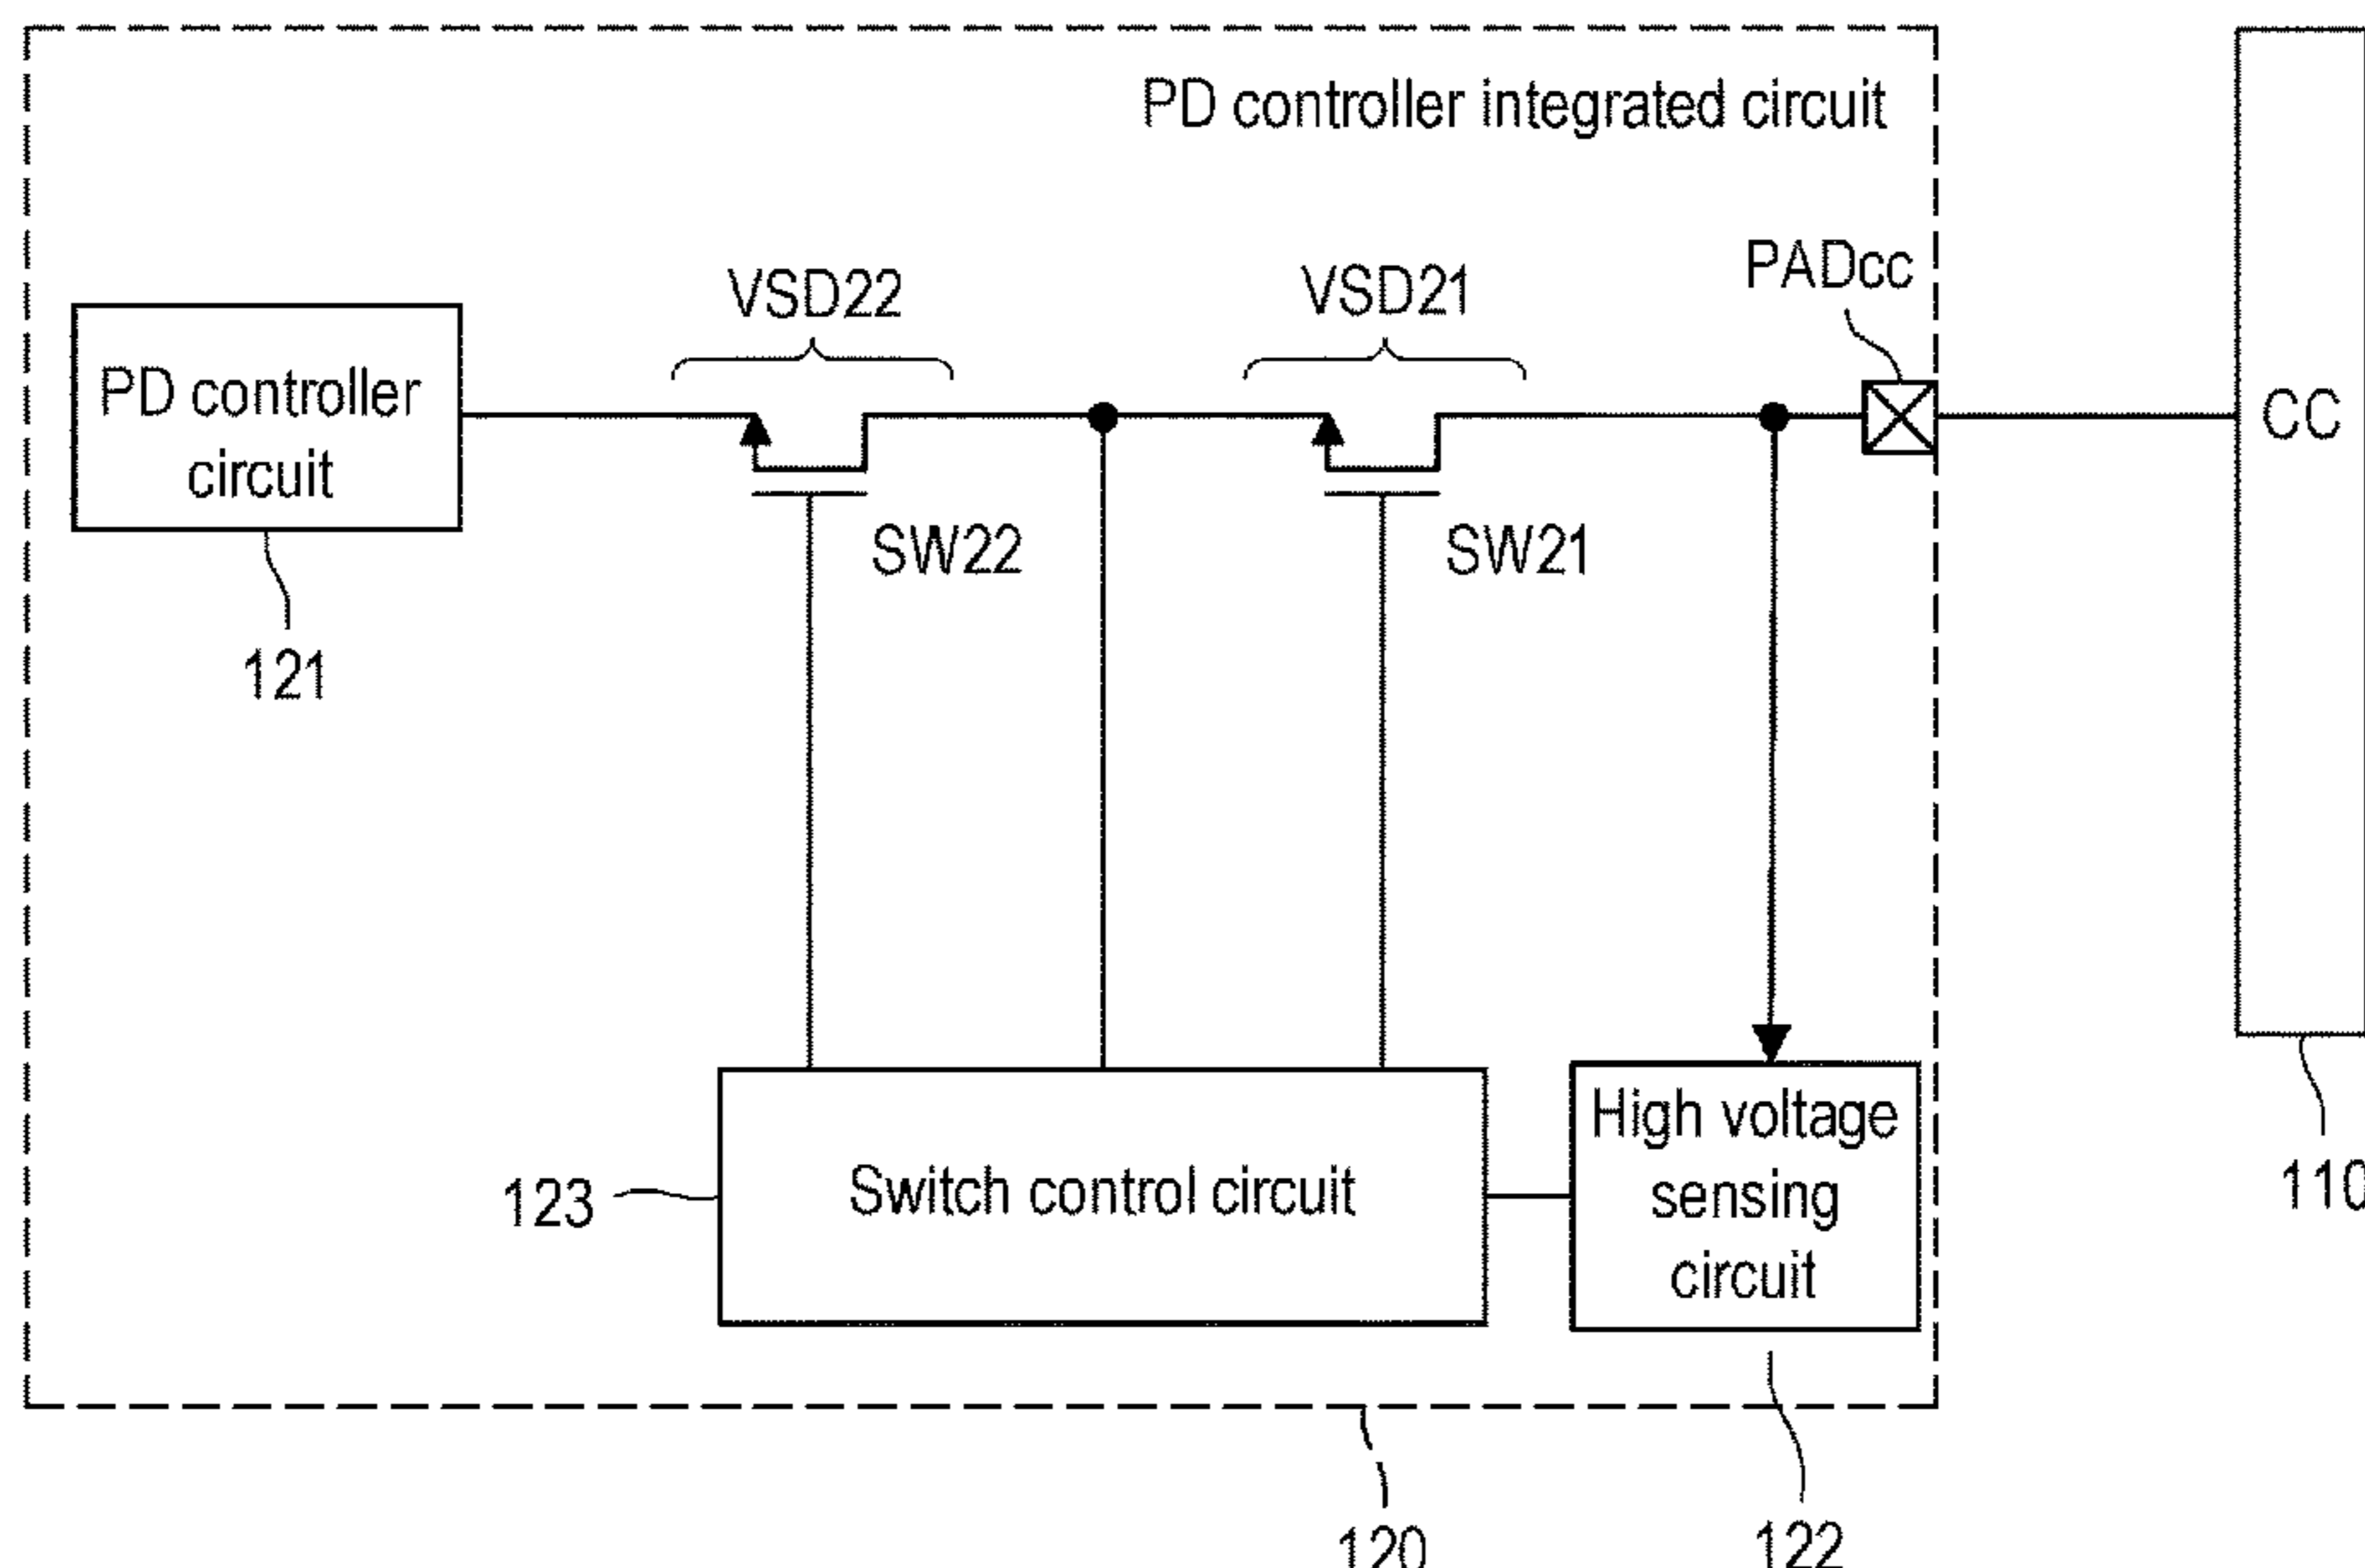 PD controller integrated circuit
VSD22
VSD21
PADcc
PD controller
circuit
CC
SW22
SW21
121
High voltage
sensing
circuit
Switch control circuit
123
110
120
122